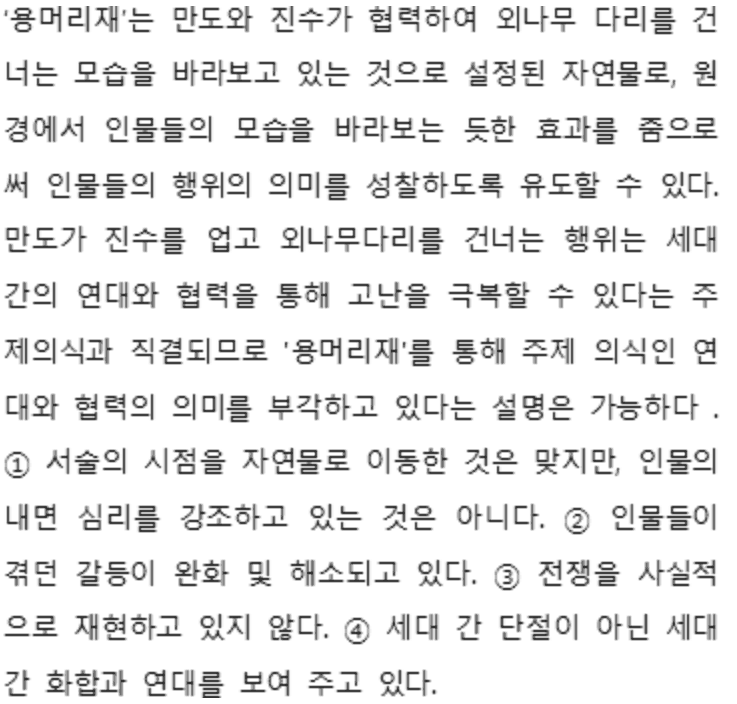 '용머리재'는 만도와 진수가 협력하여 외나무 다리를 건
너는 모습을 바라보고 있는 것으로 설정된 자연물로, 원
경에서 인물들의 모습을 바라보는 듯한 효과를 줌으로
써 인물들의 행위의 의미를 성찰하도록 유도할 수 있다.
만도가 진수를 업고 외나무다리를 건너는 행위는 세대
간의 연대와 협력을 통해 고난을 극복할 수 있다는 주
제의식과 직결되므로 '용머리재'를 통해 주제 의식인 연
대와 협력의 의미를 부각하고 있다는 설명은 가능하다 .
① 서술의 시점을 자연물로 이동한 것은 맞지만, 인물의
내면 심리를 강조하고 있는 것은 아니다. ② 인물들이
겪던 갈등이 완화 및 해소되고 있다. ③ 전쟁을 사실적
으로 재현하고 있지 않다. ④ 세대 간 단절이 아닌 세대
간 화합과 연대를 보여 주고 있다.